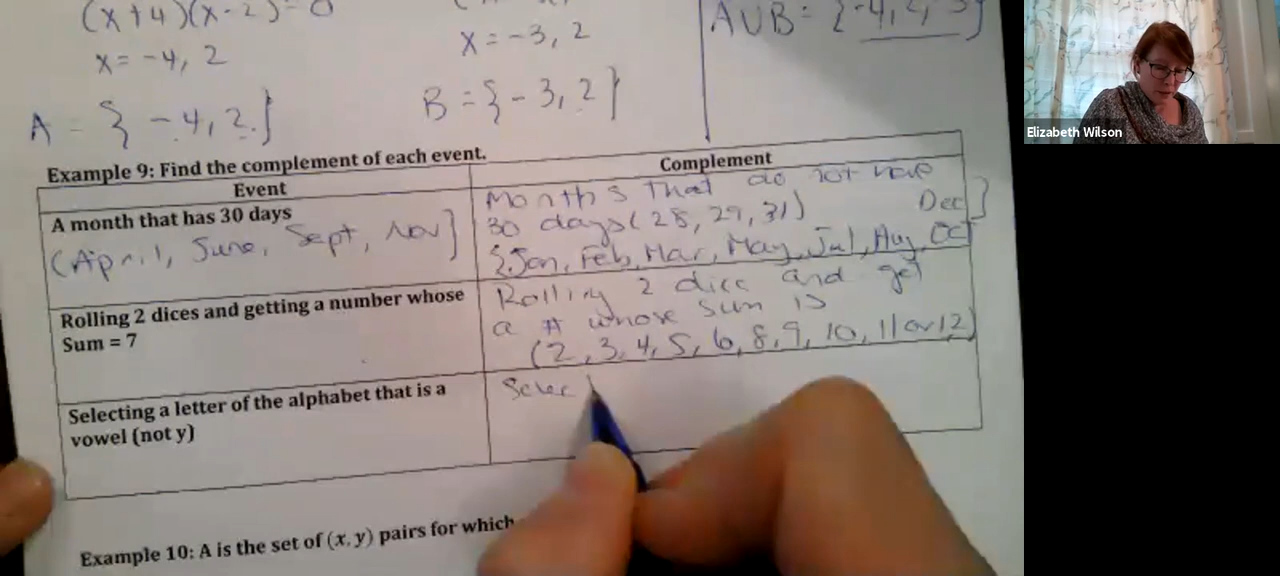 (x+4)(x-2)=0
x = -4, 2
x = -3, 2
A = {-4, 2.}
B = {-3, 2}
AUB = {-4, 2, -3}
Elizabeth Wilson
Example 9: Find the complement of each event.
Event
Complement
A month that has 30 days
(April, June, Sept, Nov}
Months that do not have
30 days (28, 29, 31)
Dec}
{Jan, Feb, Mar, May, Jul, Aug, Oct
Rolling 2 dices and getting a number whose
Sum = 7
Rolling 2 dice and get
a # whose sum is
(2, 3, 4, 5, 6, 8, 9, 10, 11 or 12)
Selecting a letter of the alphabet that is a
vowel (not y)
Selec
Example 10: A is the set of (x, y) pairs for which